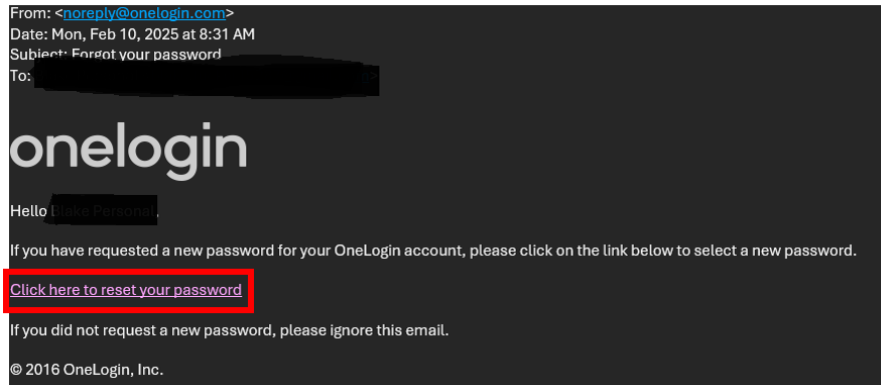 From: <noreply@onelogin.com>
Date: Mon, Feb 10, 2025 at 8:31 AM
Subject: Forgot your password
To:
onelogin
Hello
If you have requested a new password for your OneLogin account, please click on the link below to select a new password.
Click here to reset your password
If you did not request a new password, please ignore this email.
© 2016 OneLogin, Inc.